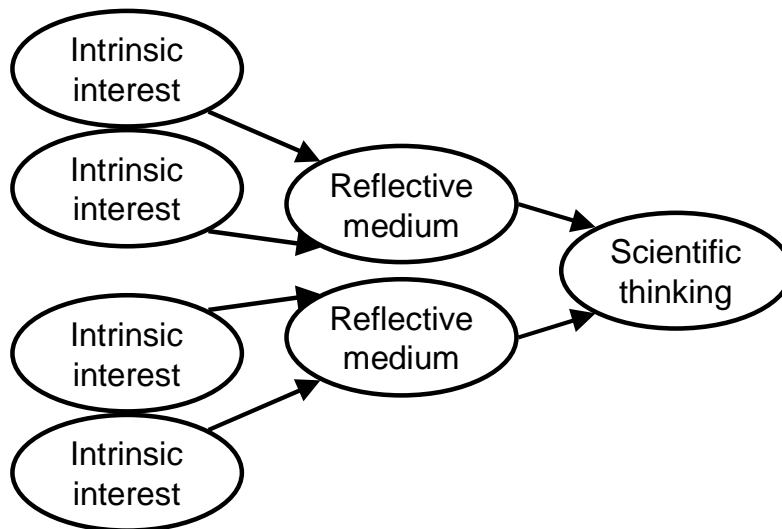 Intrinsic
interest
Intrinsic
interest
Reflective
medium
Scientific
thinking
Reflective
medium
Intrinsic
interest
Intrinsic
interest